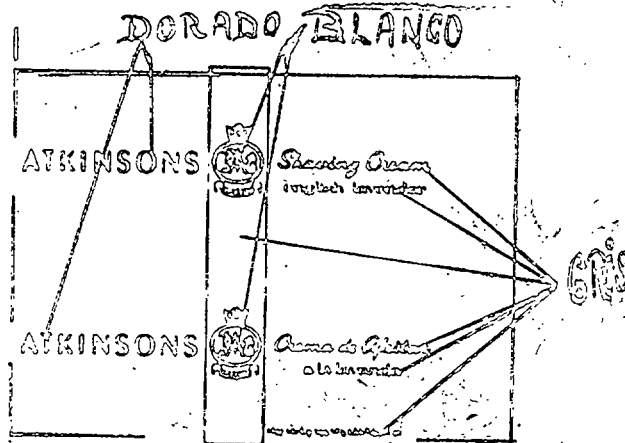 DORADO BLANCO
ATKINSONS Shaving Cream
english lavender
GRIS
ATKINSONS Crema de Afeitar
a la lavanda